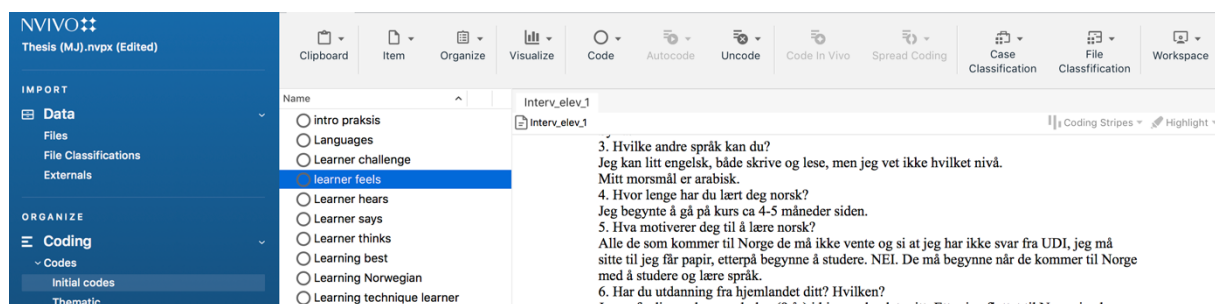 NVIVO
Thesis (MJ).nvpx (Edited)
IMPORT
Data
Files
File Classifications
Externals
ORGANIZE
Coding
Codes
Initial codes
Thematic
Clipboard
Item
Organize
Visualize
Code
Autocode
Uncode
Code In Vivo
Spread Coding
Case
Classification
File
Classfification
Workspace
Name
intro praksis
Languages
Learner challenge
learner feels
Learner hears
Learner says
Learner thinks
Learning best
Learning Norwegian
Learning technique learner
Interv_elev_1
Interv_elev_1
Coding Stripes
Highlight
3. Hvilke andre språk kan du?
Jeg kan litt engelsk, både skrive og lese, men jeg vet ikke hvilket nivå.
Mitt morsmål er arabisk.
4. Hvor lenge har du lært deg norsk?
Jeg begynte å gå på kurs ca 4-5 måneder siden.
5. Hva motiverer deg til å lære norsk?
Alle de som kommer til Norge de må ikke vente og si at jeg har ikke svar fra UDI, jeg må
sitte til jeg får papir, etterpå begynne å studere. NEI. De må begynne når de kommer til Norge
med å studere og lære språk.
6. Har du utdanning fra hjemlandet ditt? Hvilken?